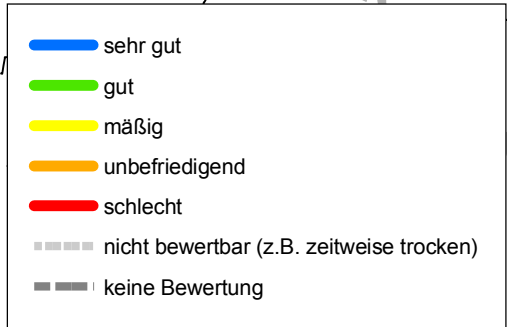 sehr gut
gut
mäßig
unbefriedigend
schlecht
nicht bewertbar (z.B. zeitweise trocken)
keine Bewertung